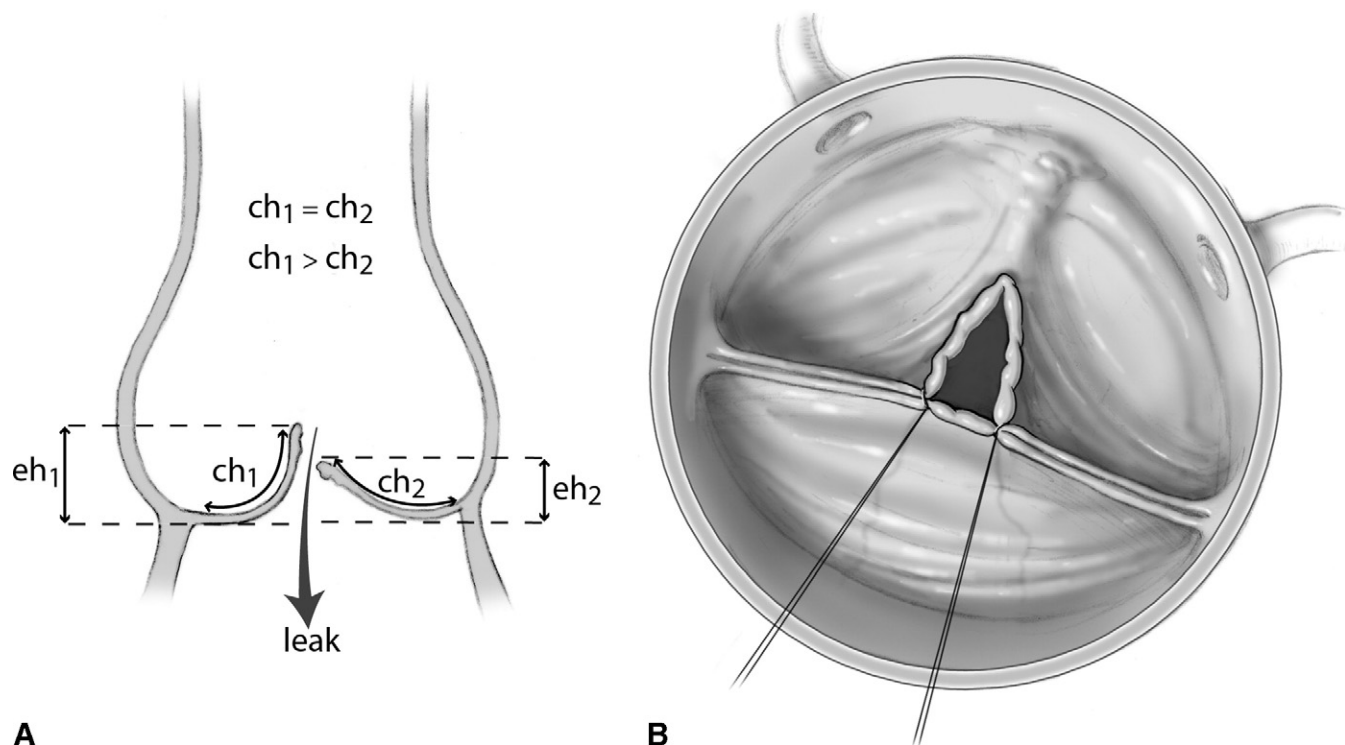 ch₁ = ch₂
ch₁ > ch₂
eh₁
ch₁
ch₂
eh₂
leak
A
B